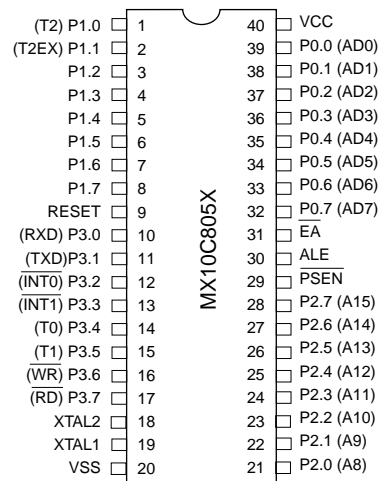 (T2) P1.0 1 40 VCC
(T2EX) P1.1 2 39 P0.0 (AD0)
P1.2 3 38 P0.1 (AD1)
P1.3 4 37 P0.2 (AD2)
P1.4 5 36 P0.3 (AD3)
P1.5 6 35 P0.4 (AD4)
P1.6 7 34 P0.5 (AD5)
P1.7 8 33 P0.6 (AD6)
RESET 9 32 P0.7 (AD7)
(RXD) P3.0 10 31 EA
(TXD)P3.1 11 30 ALE
(INT0) P3.2 12 29 PSEN
(INT1) P3.3 13 28 P2.7 (A15)
(T0) P3.4 14 27 P2.6 (A14)
(T1) P3.5 15 26 P2.5 (A13)
(WR) P3.6 16 25 P2.4 (A12)
(RD) P3.7 17 24 P2.3 (A11)
XTAL2 18 23 P2.2 (A10)
XTAL1 19 22 P2.1 (A9)
VSS 20 21 P2.0 (A8)
MX10C805X